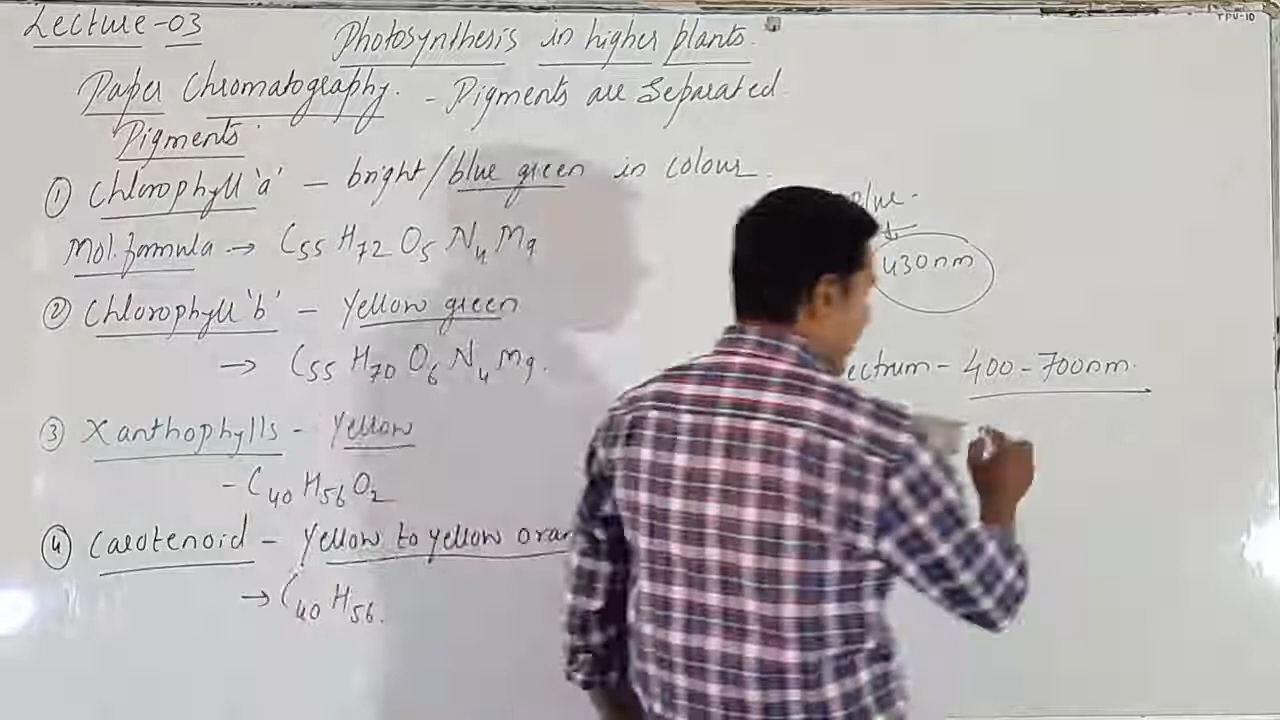 Lecture-03
Photosynthesis in higher plants.
Paper Chromatography. - Pigments are Separated.
Pigments
① Chlorophyll 'a' - bright/blue green in colour.
Mol. formula → C55 H72 O5 N4 Mg
② Chlorophyll 'b' - Yellow green
→ C55 H70 O6 N4 Mg.
③ Xanthophylls - Yellow
- C40 H56 O2
④ Carotenoid - Yellow to yellow oran
→ C40 H56.
430nm
ectrum - 400-700nm.